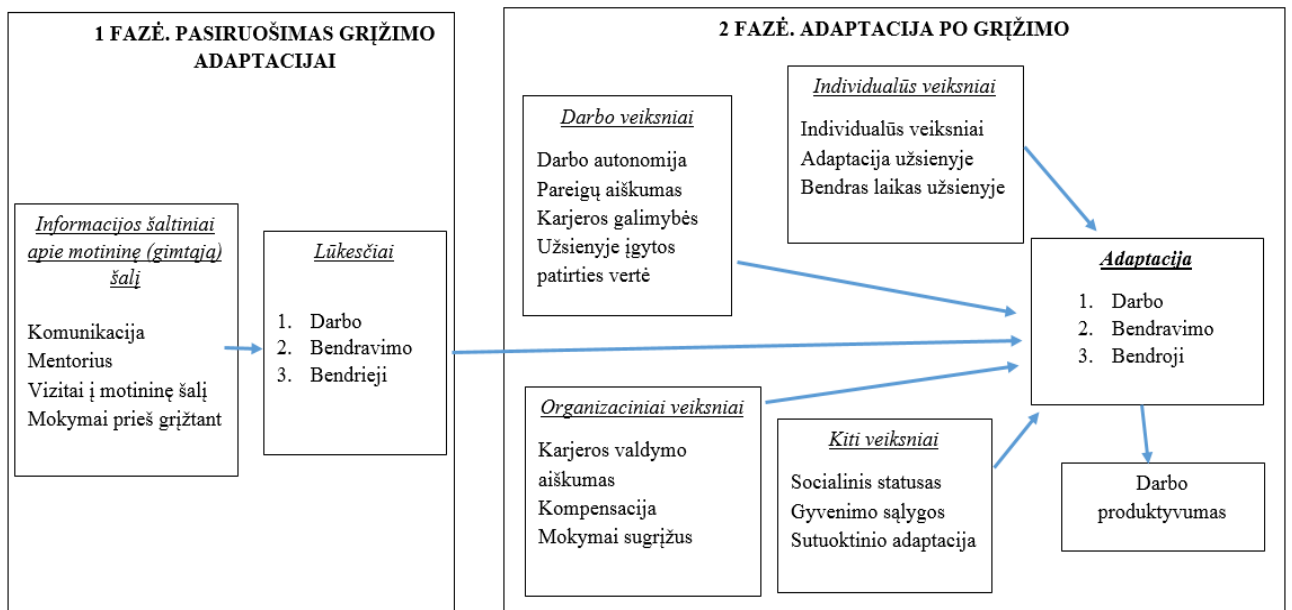 1 FAZĖ. PASIRUOŠIMAS GRĮŽIMO
ADAPTACIJAI
Informacijos šaltiniai
apie motininę (gimtąją)
šalį
Komunikacija
Mentorius
Vizitai į motininę šalį
Mokymai prieš grįžtant
Lūkesčiai
1. Darbo
2. Bendravimo
3. Bendrieji
2 FAZĖ. ADAPTACIJA PO GRĮŽIMO
Darbo veiksniai
Darbo autonomija
Pareigų aiškumas
Karjeros galimybės
Užsienyje įgytos
patirties vertė
Individualūs veiksniai
Individualūs veiksniai
Adaptacija užsienyje
Bendras laikas užsienyje
Organizaciniai veiksniai
Karjeros valdymo
aiškumas
Kompensacija
Mokymai sugrįžus
Kiti veiksniai
Socialinis statusas
Gyvenimo sąlygos
Sutuoktinio adaptacija
Adaptacija
1. Darbo
2. Bendravimo
3. Bendroji
Darbo
produktyvumas